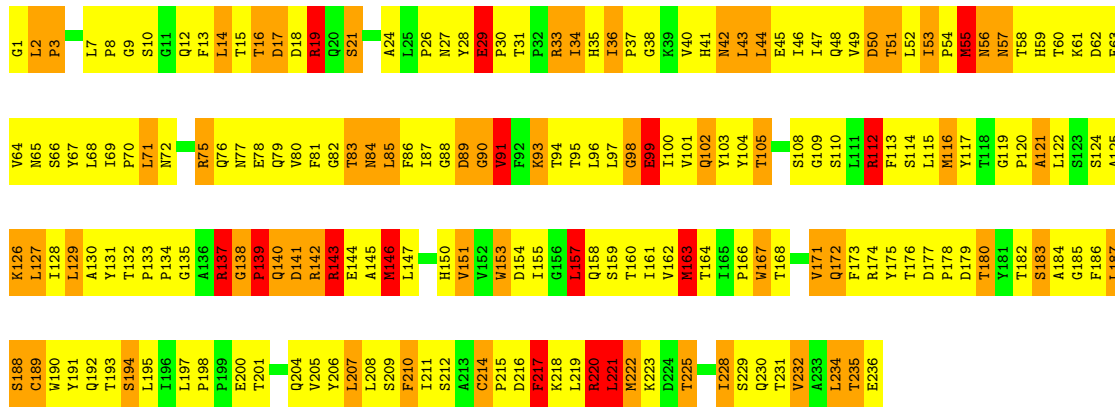 G1 L2 P3 L7 P8 G9 S10 G11 Q12 F13 L14 T15 T16 D17 D18 R19 Q20 S21 A24 L25 P26 N27 Y28 E29 P30 T31 P32 R33 I34 H35 I36 P37 G38 K39 V40 H41 N42 L43 L44 E45 I46 I47 Q48 V49 D50 T51 L52 I53 P54 M55 N56 N57 T58 H59 T60 K61 D62
V64 N65 S66 Y67 L68 I69 P70 L71 N72 R75 Q76 N77 E78 Q79 V80 F81 G82 T83 N84 L85 F86 I87 G88 D89 G90 V91 F92 K93 T94 T95 L96 L97 G98 E99 I100 V101 Q102 Y103 Y104 T105 S108 G109 S110 L111 R112 F113 S114 L115 M116 Y117 T118 G119 P120 A121 L122 S123 S124
K126 L127 I128 L129 A130 Y131 T132 P133 P134 G135 A136 R137 G138 P139 Q140 D141 R142 R143 E144 A145 M146 L147 H150 V151 V152 W153 D154 I155 G156 L157 Q158 S159 T160 I161 V162 M163 T164 I165 P166 W167 T168 V171 Q172 F173 R174 Y175 T176 D177 P178 D179 T180 Y181 T182 S183 A184 G185 F186
S188 C189 W190 Y191 Q192 T193 S194 L195 I196 L197 P198 P199 E200 T201 Q204 V205 Y206 L207 L208 S209 F210 I211 S212 A213 C214 P215 D216 F217 K218 L219 R220 L221 M222 K223 D224 T225 I228 S229 Q230 T231 V232 A233 L234 T235 E236